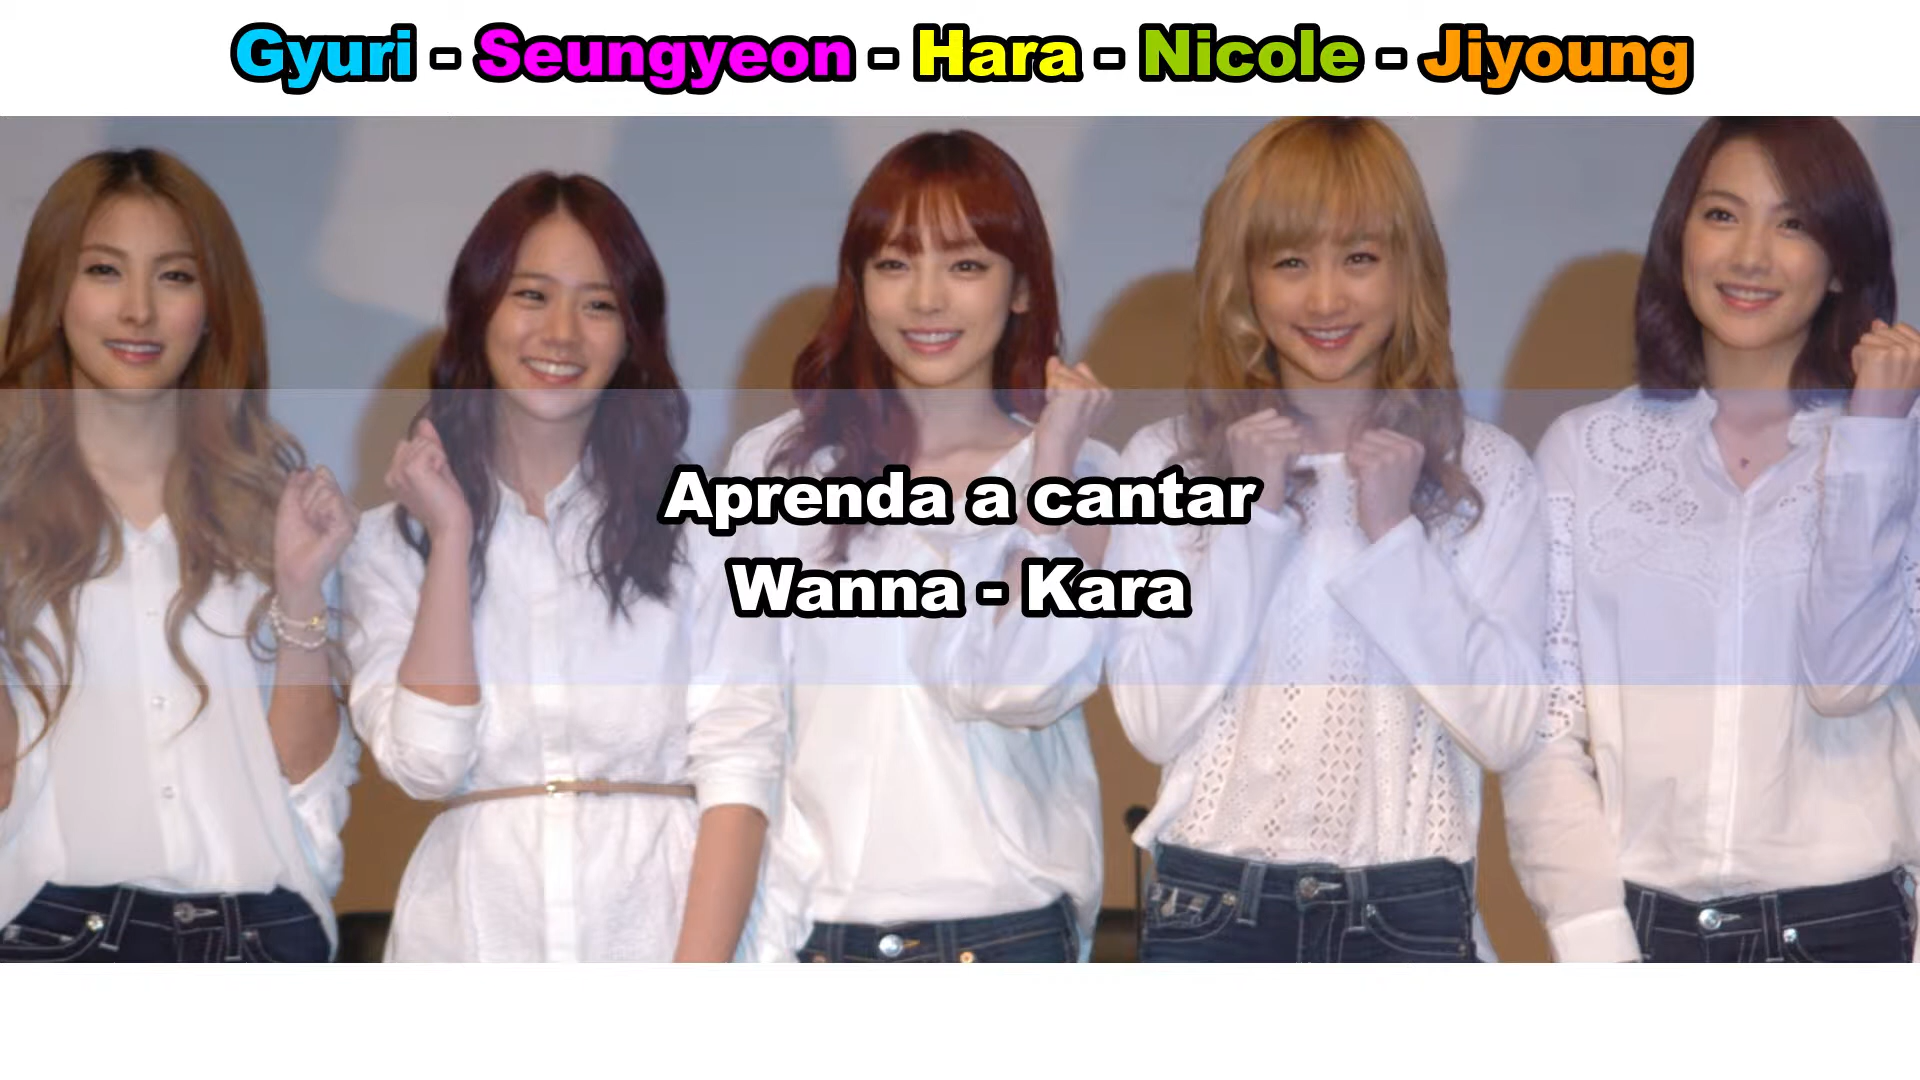 Gyuri - Seungyeon - Hara - Nicole - Jiyoung
Aprenda a cantar
Wanna - Kara